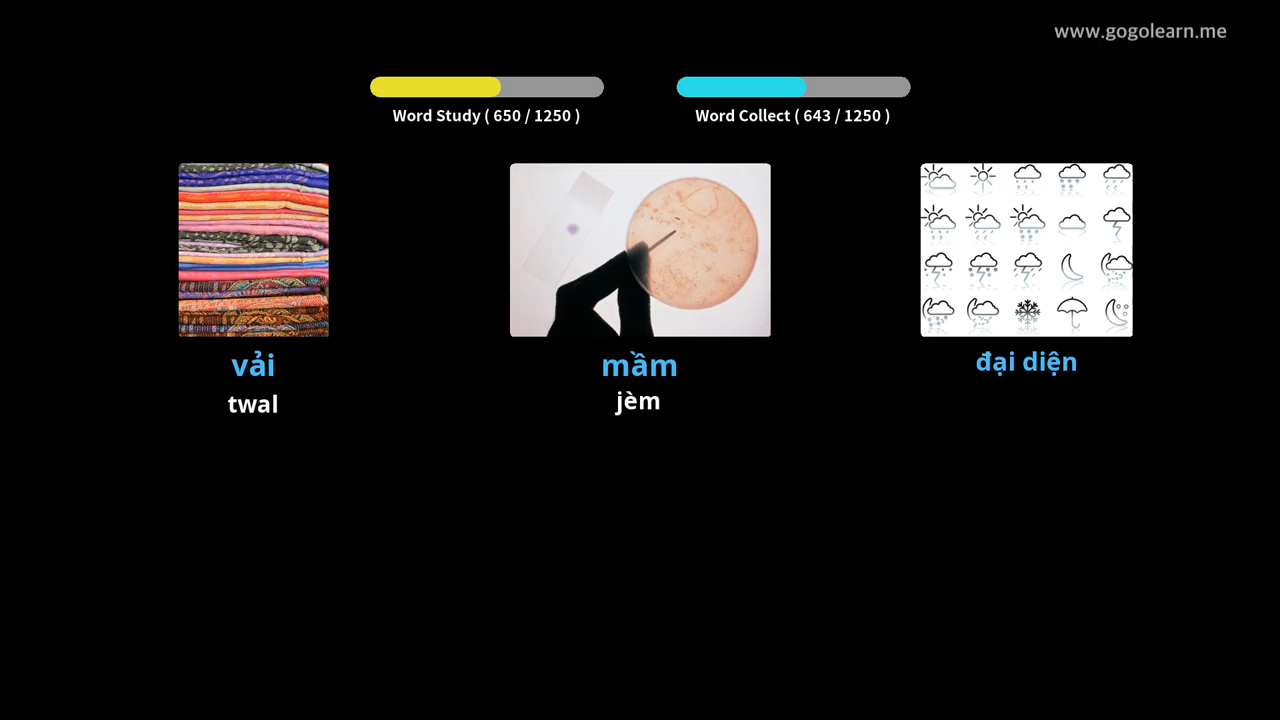 www.gogolearn.me
Word Study ( 650 / 1250 )
Word Collect ( 643 / 1250 )
vải
twal
mầm
jèm
đại diện